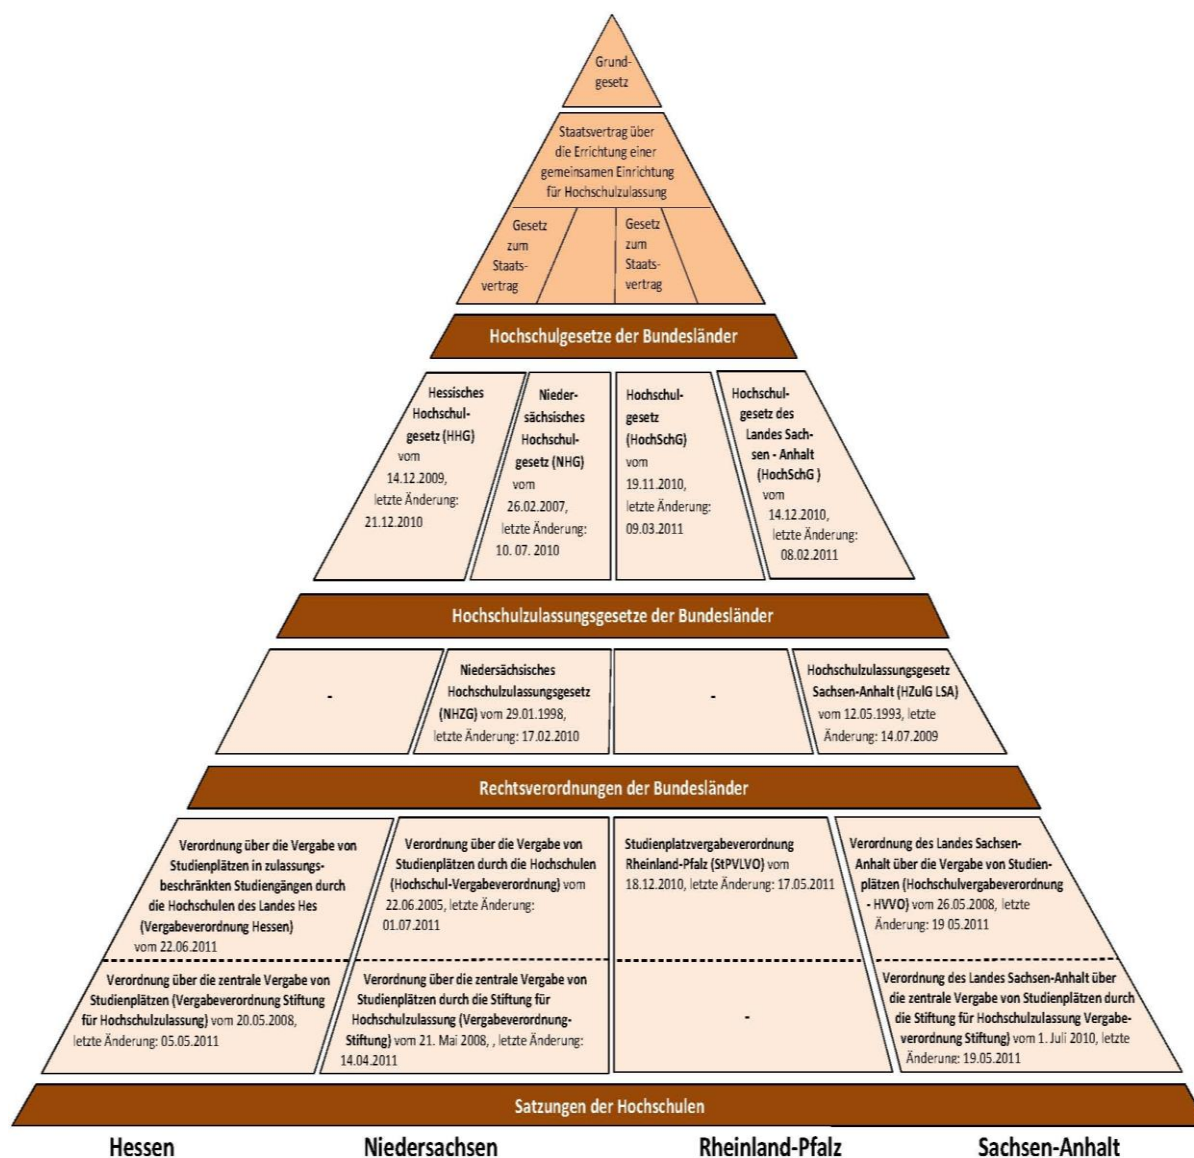 Grund-
gesetz
Staatsvertrag über
die Errichtung einer
gemeinsamen Einrichtung
für Hochschulzulassung
Gesetz
zum
Staats-
vertrag
Gesetz
zum
Staats-
vertrag
Hochschulgesetze der Bundesländer
Hessisches
Hochschul-
gesetz (HHG)
vom
14.12.2009,
letzte Änderung:
21.12.2010
Nieder-
sächsisches
Hochschul-
gesetz (NHG)
vom
26.02.2007,
letzte Änderung:
10. 07. 2010
Hochschul-
gesetz
(HochSchG)
vom
19.11.2010,
letzte Änderung:
09.03.2011
Hochschul-
gesetz des
Landes Sach-
sen - Anhalt
(HochSchG )
vom
14.12.2010,
letzte Änderung:
08.02.2011
Hochschulzulassungsgesetze der Bundesländer
-
Niedersächsisches
Hochschulzulassungsgesetz
(NHZG) vom 29.01.1998,
letzte Änderung: 17.02.2010
-
Hochschulzulassungsgesetz
Sachsen-Anhalt (HZulG LSA)
vom 12.05.1993, letzte
Änderung: 14.07.2009
Rechtsverordnungen der Bundesländer
Verordnung über die Vergabe von
Studienplätzen in zulassungs-
beschränkten Studiengängen durch
die Hochschulen des Landes Hes
(Vergabeverordnung Hessen)
vom 22.06.2011
Verordnung über die Vergabe von
Studienplätzen durch die Hochschulen
(Hochschul-Vergabeverordnung) vom
22.06.2005, letzte Änderung:
01.07.2011
Studienplatzvergabeverordnung
Rheinland-Pfalz (StPVLVO) vom
18.12.2010, letzte Änderung: 17.05.2011
Verordnung des Landes Sachsen-
Anhalt über die Vergabe von Studien-
plätzen (Hochschulvergabeverordnung
- HVVO) vom 26.05.2008, letzte
Änderung: 19 05.2011
Verordnung über die zentrale Vergabe von
Studienplätzen (Vergabeverordnung Stiftung
für Hochschulzulassung) vom 20.05.2008,
letzte Änderung: 05.05.2011
Verordnung über die zentrale Vergabe von
Studienplätzen durch die Stiftung für
Hochschulzulassung (Vergabeverordnung-
Stiftung) vom 21. Mai 2008, , letzte Änderung:
14.04.2011
-
Verordnung des Landes Sachsen-Anhalt über
die zentrale Vergabe von Studienplätzen durch
die Stiftung für Hochschulzulassung Vergabe-
verordnung Stiftung) vom 1. Juli 2010, letzte
Änderung: 19.05.2011
Satzungen der Hochschulen
Hessen
Niedersachsen
Rheinland-Pfalz
Sachsen-Anhalt